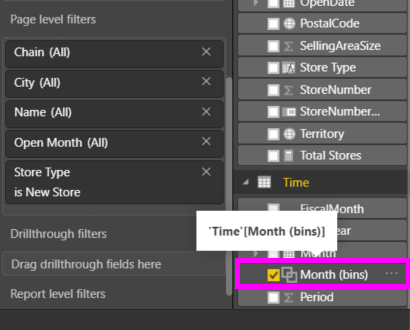 Page level filters
Chain (All)
City (All)
Name (All)
Open Month (All)
Store Type
is New Store
Drillthrough filters
Drag drillthrough fields here
Report level filters
OpenDate
PostalCode
SellingAreaSize
Store Type
StoreNumber
StoreNumber...
Territory
Total Stores
Time
FiscalMonth
'Time'[Month (bins)]
Month
Month (bins) ...
Period